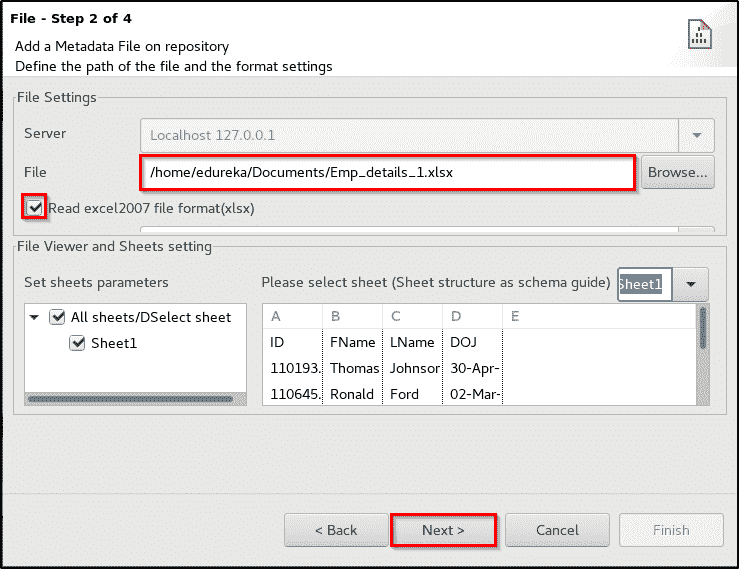 File - Step 2 of 4
Add a Metadata File on repository
Define the path of the file and the format settings
File Settings
Server Localhost 127.0.0.1
File /home/edureka/Documents/Emp_details_1.xlsx Browse...
Read excel2007 file format(xlsx)
File Viewer and Sheets setting
Set sheets parameters Please select sheet (Sheet structure as schema guide) Sheet1
All sheets/DSelect sheet
Sheet1
A B C D E
ID FName LName DOJ
110193. Thomas Johnsor 30-Apr-
110645. Ronald Ford 02-Mar-
< Back Next > Cancel Finish